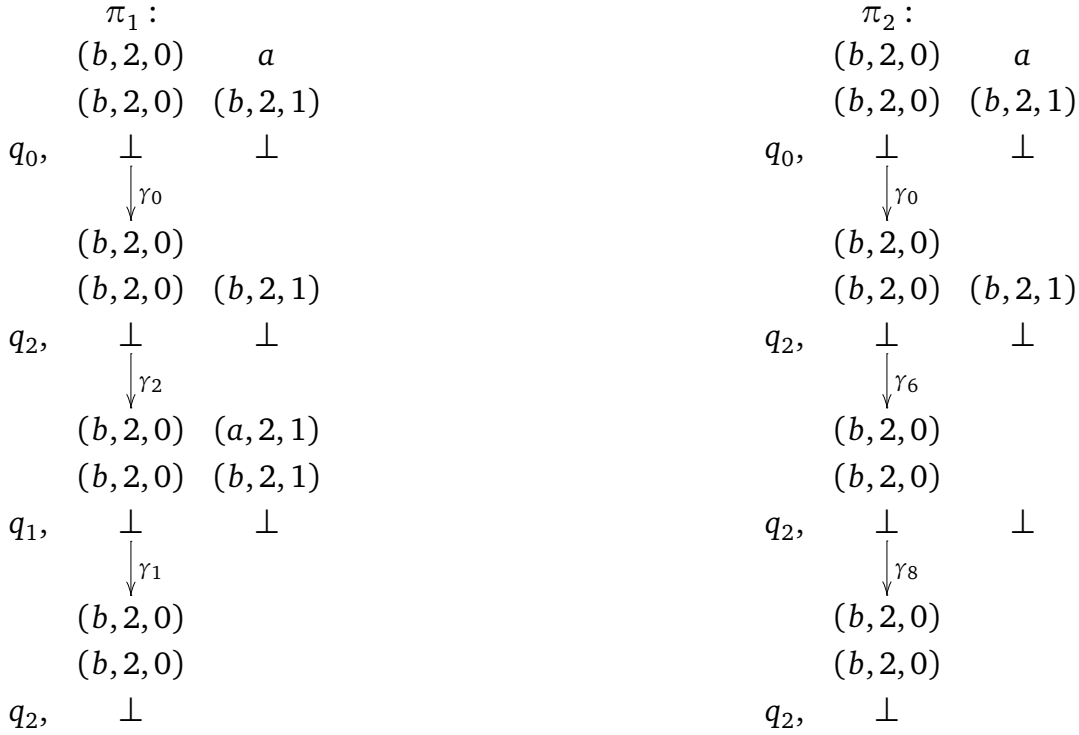 π₁ :
(b, 2, 0) a
(b, 2, 0) (b, 2, 1)
q₀, ⊥ ⊥
γ₀
(b, 2, 0)
(b, 2, 0) (b, 2, 1)
q₂, ⊥ ⊥
γ₂
(b, 2, 0) (a, 2, 1)
(b, 2, 0) (b, 2, 1)
q₁, ⊥ ⊥
γ₁
(b, 2, 0)
(b, 2, 0)
q₂, ⊥
π₂ :
(b, 2, 0) a
(b, 2, 0) (b, 2, 1)
q₀, ⊥ ⊥
γ₀
(b, 2, 0)
(b, 2, 0) (b, 2, 1)
q₂, ⊥ ⊥
γ₆
(b, 2, 0)
(b, 2, 0)
q₂, ⊥ ⊥
γ₈
(b, 2, 0)
(b, 2, 0)
q₂, ⊥